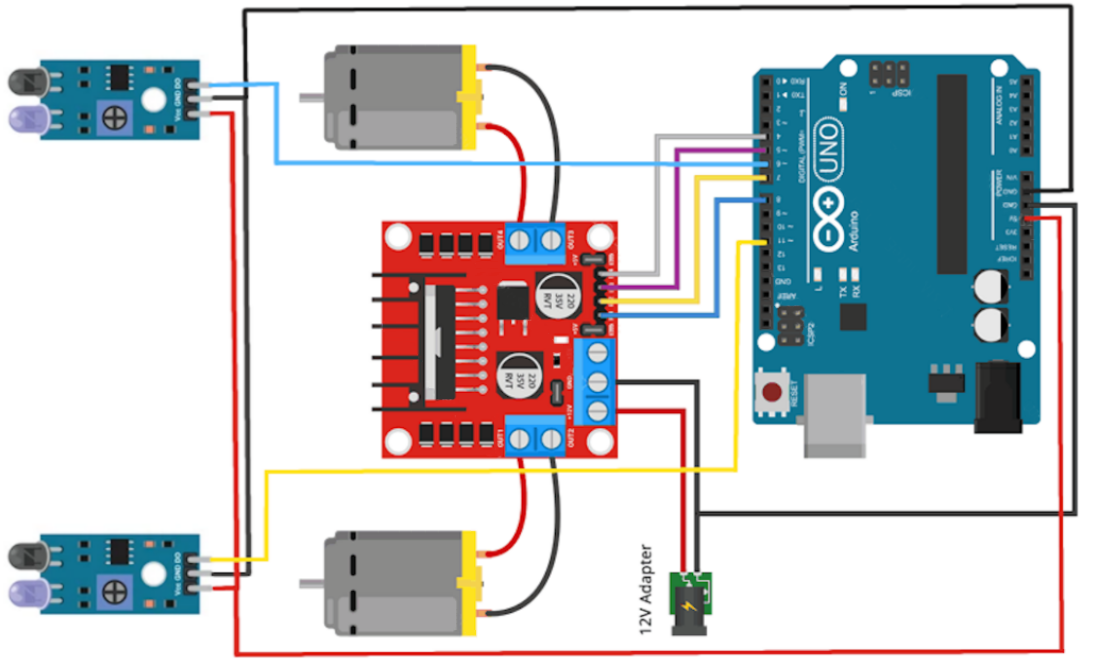 Vcc GND DO
Vcc GND DO
OUT4
OUT3
220
35V
RVT
220
35V
RVT
GND
+12V
OUT1
OUT2
12V Adapter
0
TXD
RXD
1
2
~ 3
4
~ 5
~ 6
7
8
~ 9
~ 10
~ 11
12
13
GND
AREF
DIGITAL (PWM~)
UNO
Arduino
ON
L
TX
RX
ICSP
1
ICSP2
RESET
ANALOG IN
A5
A4
A3
A2
A1
A0
POWER
VIN
GND
GND
5V
3V3
RESET
IOREF